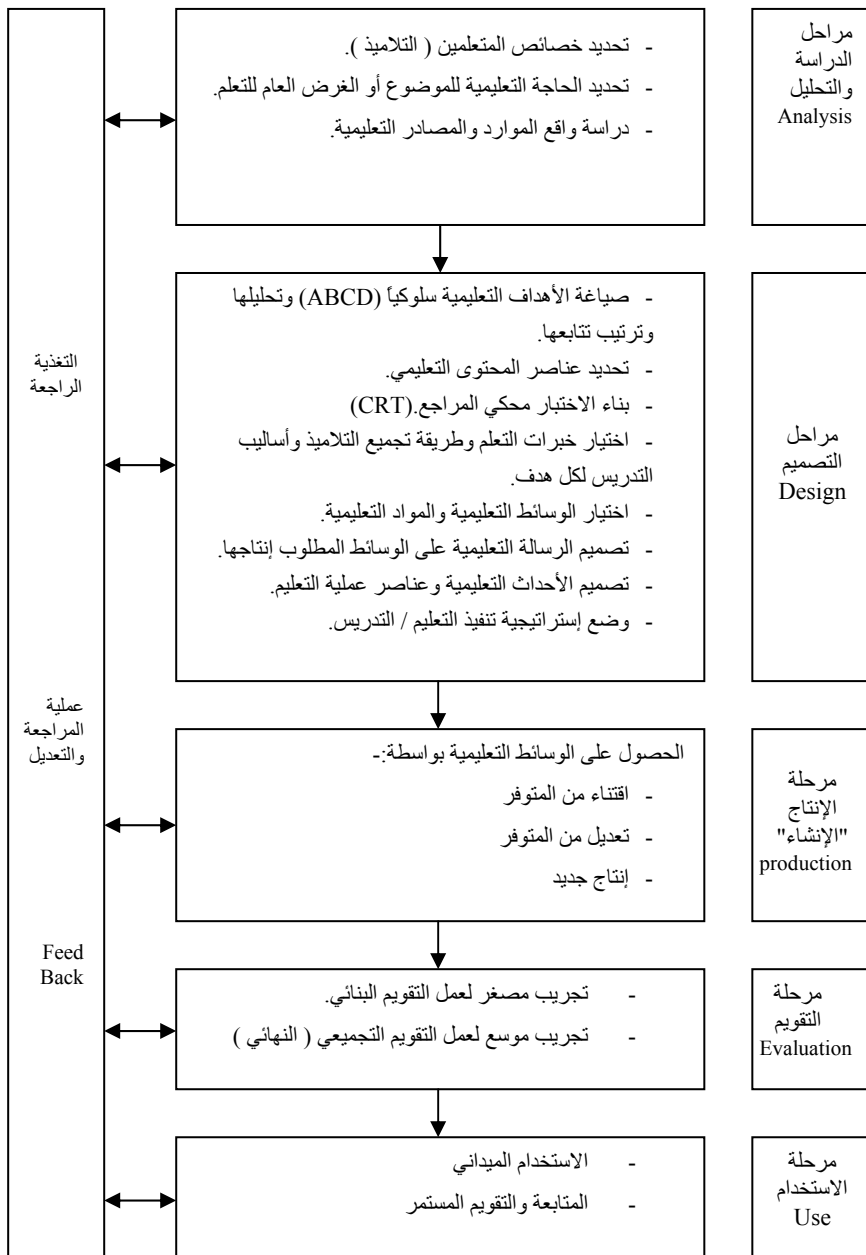 مراحل
الدراسة
والتحليل
Analysis
- تحديد خصائص المتعلمين ( التلاميذ ).
- تحديد الحاجة التعليمية للموضوع أو الغرض العام للتعلم.
- دراسة واقع الموارد والمصادر التعليمية.
مراحل
التصميم
Design
- صياغة الأهداف التعليمية سلوكياً (ABCD) وتحليلها
وترتيب تتابعها.
- تحديد عناصر المحتوى التعليمي.
- بناء الاختبار محكي المراجع.(CRT)
- اختيار خبرات التعلم وطريقة تجميع التلاميذ وأساليب
التدريس لكل هدف.
- اختيار الوسائط التعليمية والمواد التعليمية.
- تصميم الرسالة التعليمية على الوسائط المطلوب إنتاجها.
- تصميم الأحداث التعليمية وعناصر عملية التعليم.
- وضع إستراتيجية تنفيذ التعليم / التدريس.
مرحلة
الإنتاج
"الإنشاء"
production
الحصول على الوسائط التعليمية بواسطة:-
- اقتناء من المتوفر
- تعديل من المتوفر
- إنتاج جديد
مرحلة
التقويم
Evaluation
- تجريب مصغر لعمل التقويم البنائي.
- تجريب موسع لعمل التقويم التجميعي ( النهائي )
مرحلة
الاستخدام
Use
- الاستخدام الميداني
- المتابعة والتقويم المستمر
التغذية
الراجعة
عملية
المراجعة
والتعديل
Feed
Back